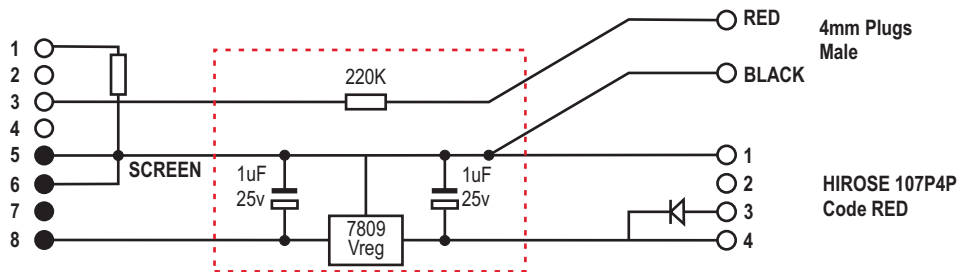 1
2
3
4
5
6
7
8
SCREEN
220K
1uF
25v
1uF
25v
7809
Vreg
RED
BLACK
4mm Plugs
Male
1
2
3
4
HIROSE 107P4P
Code RED